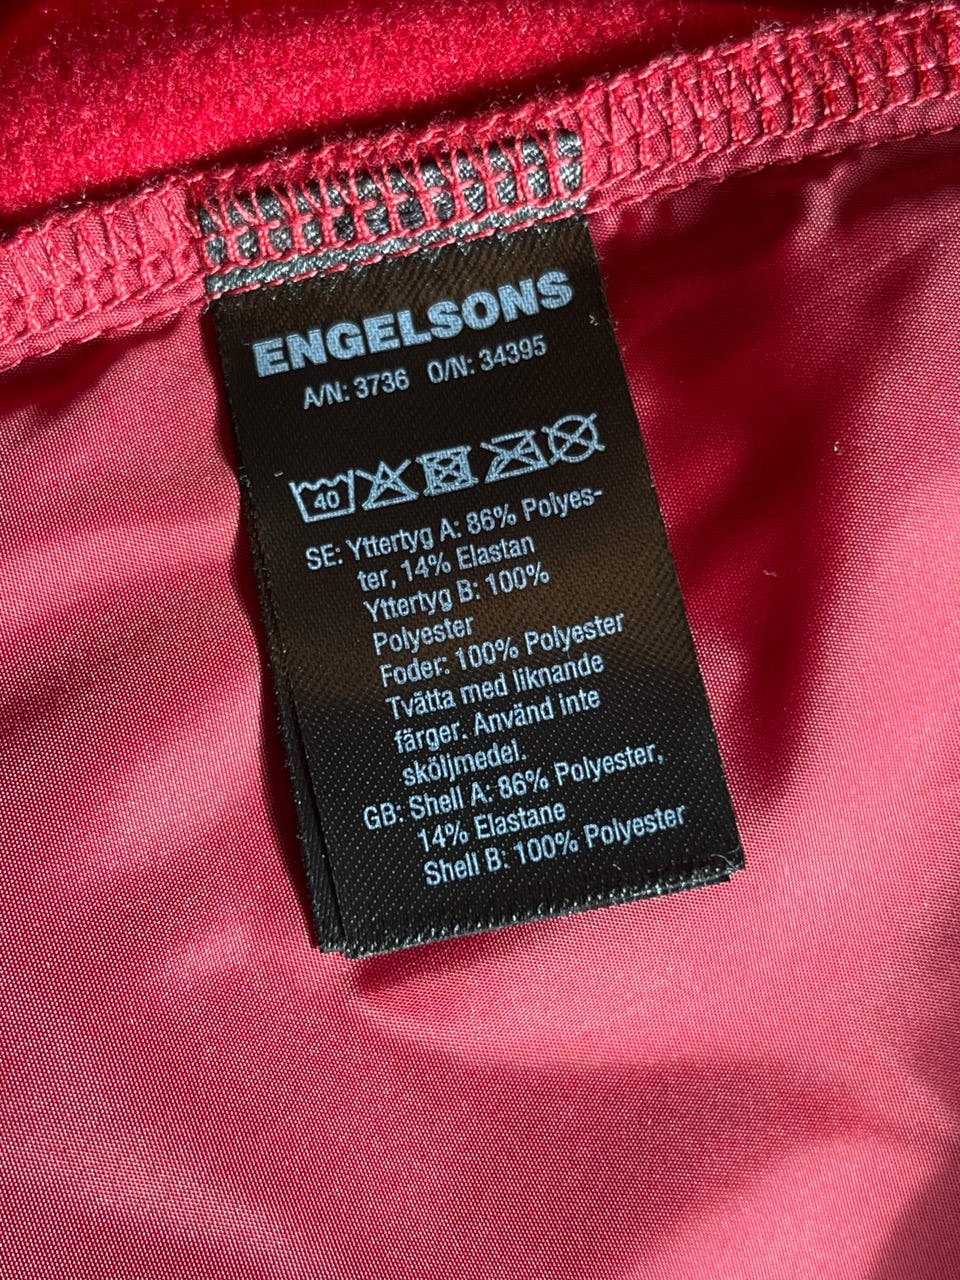 ENGELSONS
A/N: 3736 O/N: 34395
40
SE: Yttertyg A: 86% Polyes-
ter, 14% Elastan
Yttertyg B: 100%
Polyester
Foder: 100% Polyester
Tvätta med liknande
färger. Använd inte
sköljmedel.
GB: Shell A: 86% Polyester,
14% Elastane
Shell B: 100% Polyester